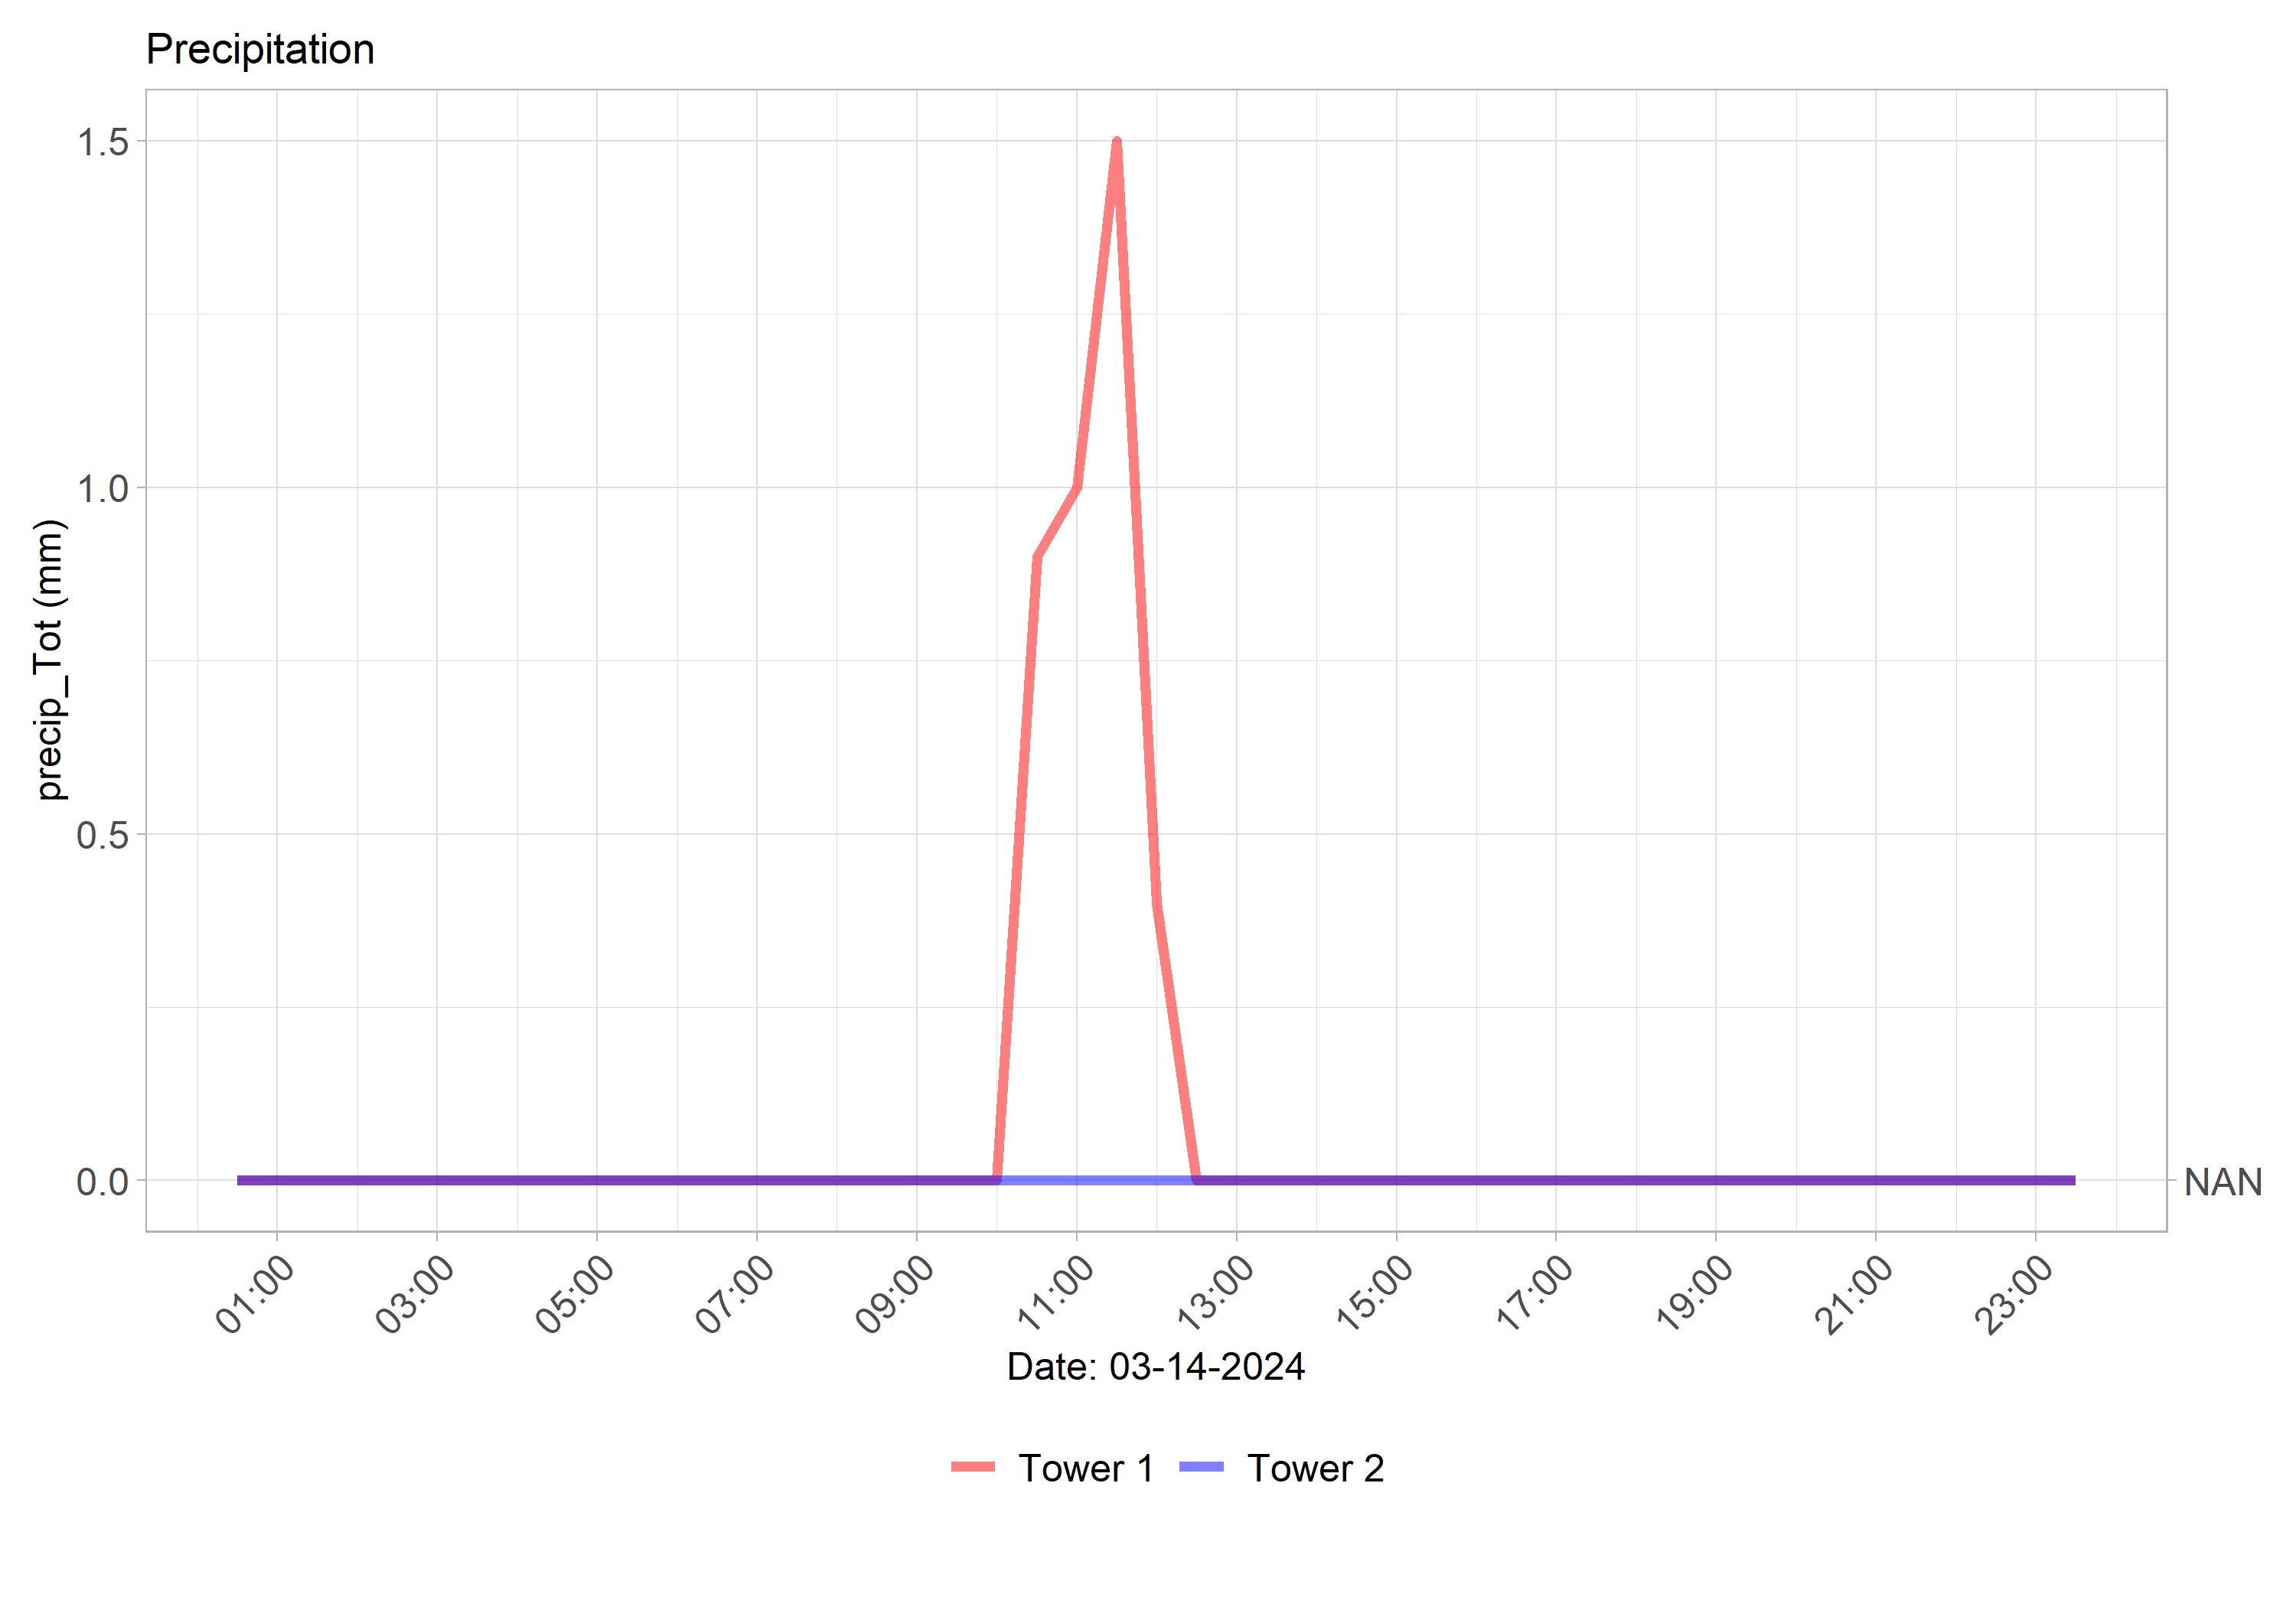 Precipitation
precip_Tot (mm)
1.5
1.0
0.5
0.0
NAN
01:00 03:00 05:00 07:00 09:00 11:00 13:00 15:00 17:00 19:00 21:00 23:00
Date: 03-14-2024
Tower 1 Tower 2